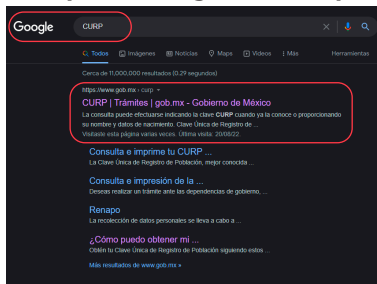 Google
CURP
Todos Imágenes Noticias Maps Videos Más Herramientas
Cerca de 11,000,000 resultados (0.29 segundos)
https://www.gob.mx › curp
CURP | Trámites | gob.mx - Gobierno de México
La consulta puede efectuarse indicando la clave CURP cuando ya la conoce o proporcionando
su nombre y datos de nacimiento. Clave Única de Registro de ...
Visitaste esta página varias veces. Última visita: 20/06/22
Consulta e imprime tu CURP ...
La Clave Única de Registro de Población, mejor conocida ...
Consulta e impresión de la ...
Deseas realizar un trámite ante las dependencias de gobierno, ...
Renapo
La recolección de datos personales se lleva a cabo a ...
¿Cómo puedo obtener mi ...
Obtén tu Clave Única de Registro de Población siguiendo estos ...
Más resultados de www.gob.mx »